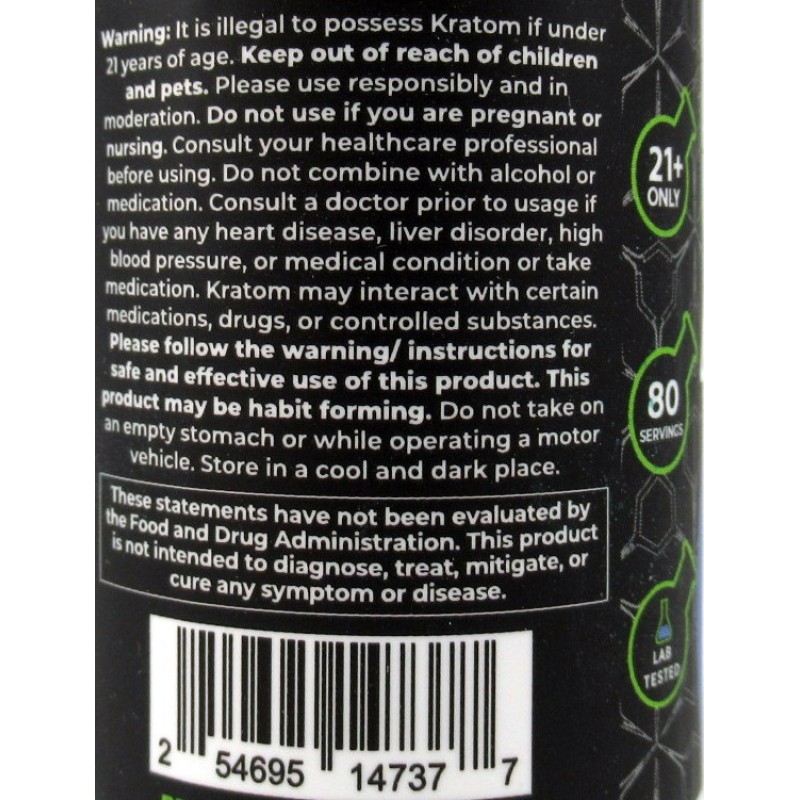 Warning: It is illegal to possess Kratom if under
21 years of age. Keep out of reach of children
and pets. Please use responsibly and in
moderation. Do not use if you are pregnant or
nursing. Consult your healthcare professional
before using. Do not combine with alcohol or
medication. Consult a doctor prior to usage if
you have any heart disease, liver disorder, high
blood pressure, or medical condition or take
medication. Kratom may interact with certain
medications, drugs, or controlled substances.
Please follow the warning/ instructions for
safe and effective use of this product. This
product may be habit forming. Do not take on
an empty stomach or while operating a motor
vehicle. Store in a cool and dark place.
These statements have not been evaluated by
the Food and Drug Administration. This product
is not intended to diagnose, treat, mitigate, or
cure any symptom or disease.
2 54695 14737 7
21+
ONLY
80
SERVINGS
LAB
TESTED